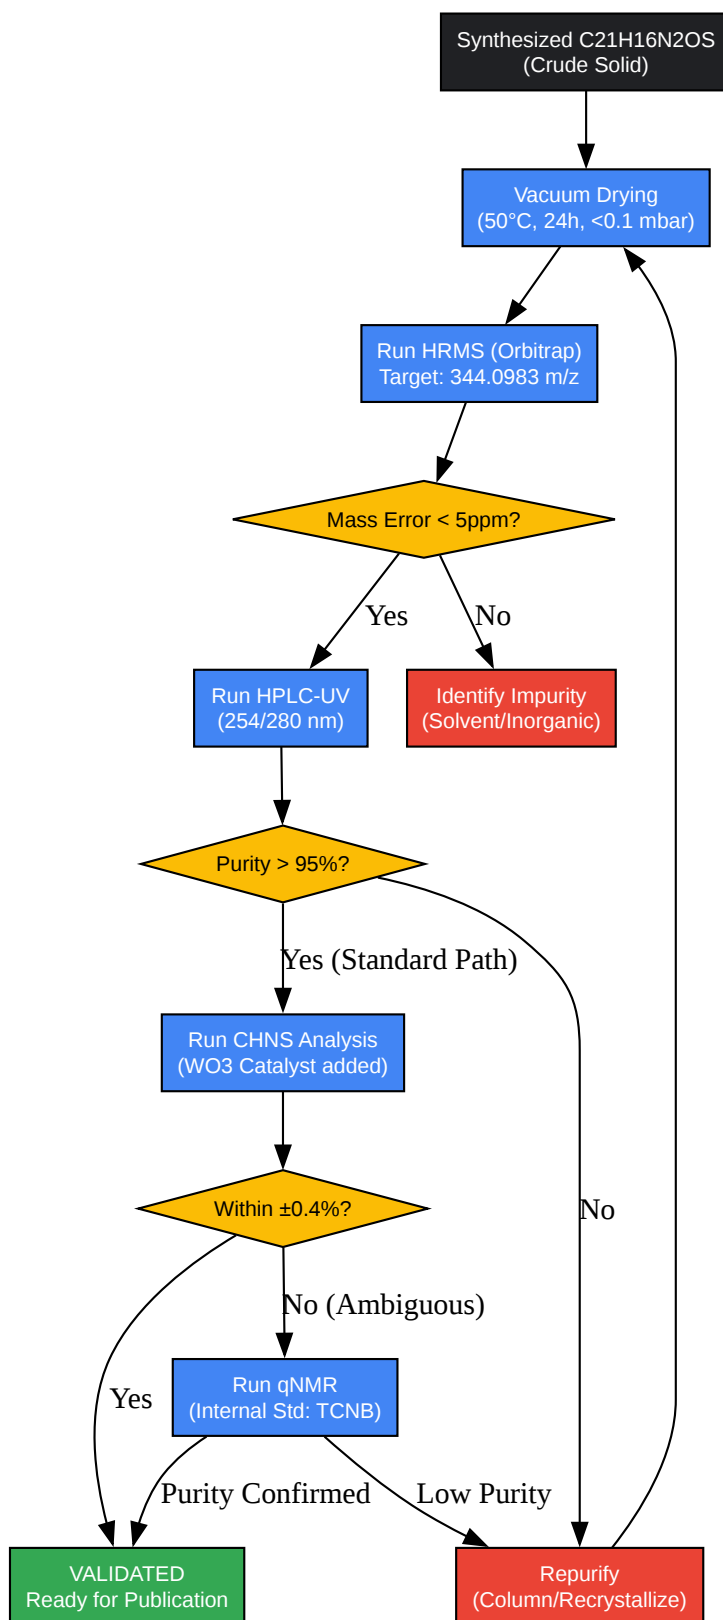 Synthesized C21H16N2OS
(Crude Solid)
Vacuum Drying
(50°C, 24h, <0.1 mbar)
Run HRMS (Orbitrap)
Target: 344.0983 m/z
Mass Error < 5ppm?
Yes
No
Run HPLC-UV
(254/280 nm)
Identify Impurity
(Solvent/Inorganic)
Purity > 95%?
Yes (Standard Path)
Run CHNS Analysis
(WO3 Catalyst added)
Within ±0.4%?
No
No (Ambiguous)
Yes
Run qNMR
(Internal Std: TCNB)
Purity Confirmed
Low Purity
VALIDATED
Ready for Publication
Repurify
(Column/Recrystallize)